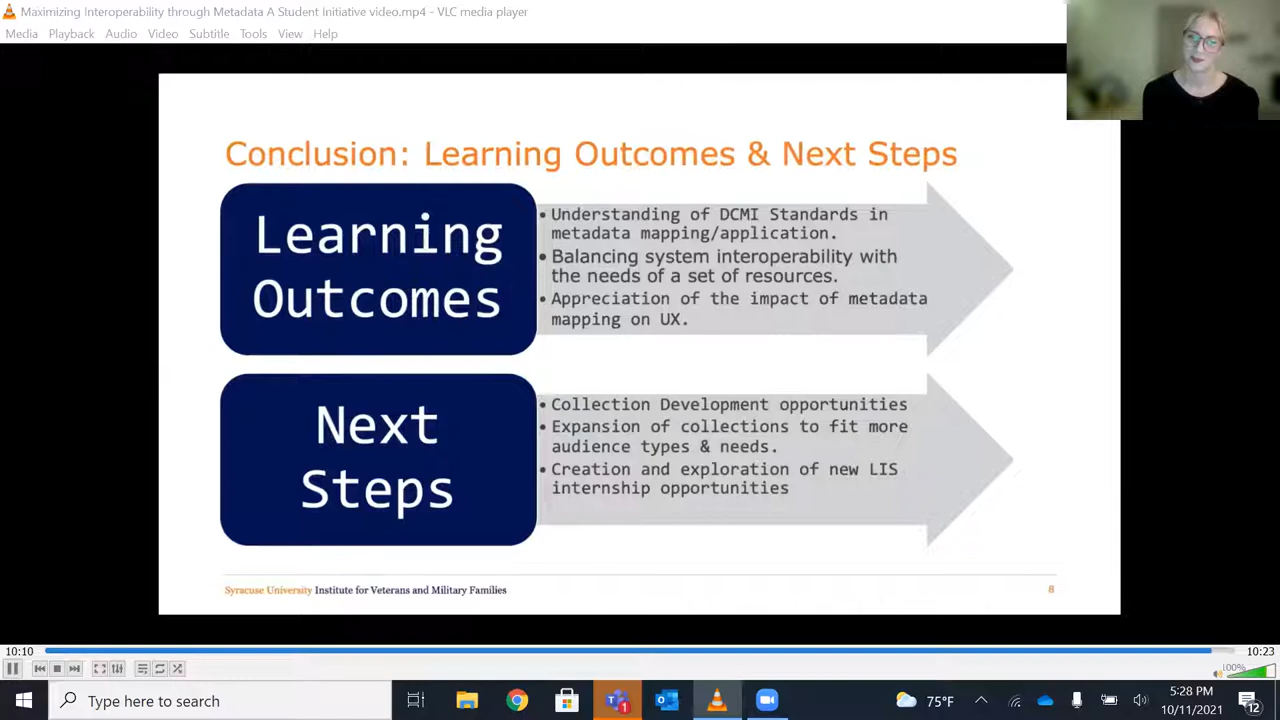 Maximizing Interoperability through Metadata A Student Initiative video.mp4 - VLC media player
Media Playback Audio Video Subtitle Tools View Help
Conclusion: Learning Outcomes & Next Steps
Learning
Outcomes
• Understanding of DCMI Standards in
metadata mapping/application.
• Balancing system interoperability with
the needs of a set of resources.
• Appreciation of the impact of metadata
mapping on UX.
Next
Steps
• Collection Development opportunities
• Expansion of collections to fit more
audience types & needs.
• Creation and exploration of new LIS
internship opportunities
Syracuse University Institute for Veterans and Military Families
8
10:10
10:23
100%
Type here to search
1
75°F
5:28 PM
10/11/2021
12